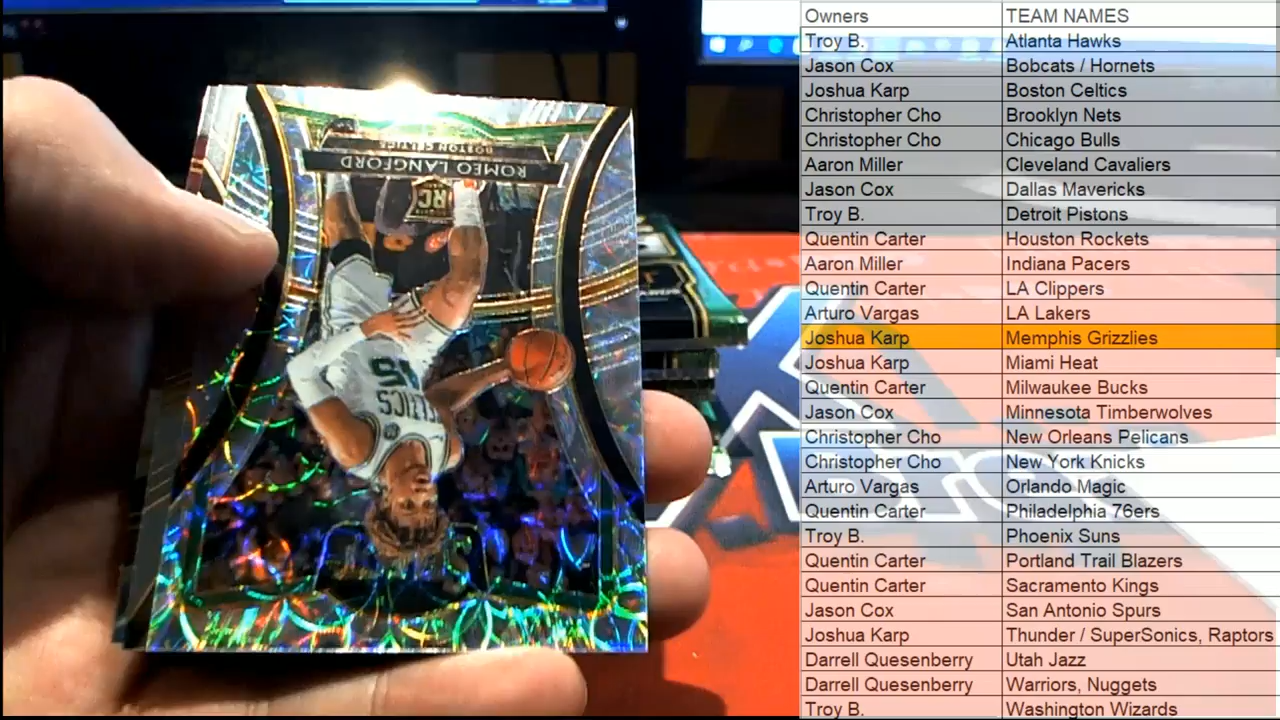 BOSTON CELTICS
ROMEO LANGFORD
RC
45
CELTICS
Owners TEAM NAMES
Troy B. Atlanta Hawks
Jason Cox Bobcats / Hornets
Joshua Karp Boston Celtics
Christopher Cho Brooklyn Nets
Christopher Cho Chicago Bulls
Aaron Miller Cleveland Cavaliers
Jason Cox Dallas Mavericks
Troy B. Detroit Pistons
Quentin Carter Houston Rockets
Aaron Miller Indiana Pacers
Quentin Carter LA Clippers
Arturo Vargas LA Lakers
Joshua Karp Memphis Grizzlies
Joshua Karp Miami Heat
Quentin Carter Milwaukee Bucks
Jason Cox Minnesota Timberwolves
Christopher Cho New Orleans Pelicans
Christopher Cho New York Knicks
Arturo Vargas Orlando Magic
Quentin Carter Philadelphia 76ers
Troy B. Phoenix Suns
Quentin Carter Portland Trail Blazers
Quentin Carter Sacramento Kings
Jason Cox San Antonio Spurs
Joshua Karp Thunder / SuperSonics, Raptors
Darrell Quesenberry Utah Jazz
Darrell Quesenberry Warriors, Nuggets
Troy B. Washington Wizards